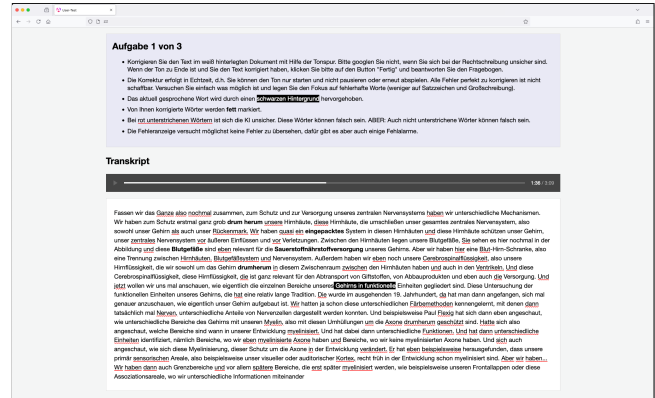 User Test
Aufgabe 1 von 3
Korrigieren Sie den Text im weiß hinterlegten Dokument mit Hilfe der Tonspur. Bitte googlen Sie nicht, wenn Sie sich bei der Rechtschreibung unsicher sind.
Wenn der Ton zu Ende ist und Sie den Text korrigiert haben, klicken Sie bitte auf den Button "Fertig" und beantworten Sie den Fragebogen.
Die Korrektur erfolgt in Echtzeit, d.h. Sie können den Ton nur starten und nicht pausieren oder erneut abspielen. Alle Fehler perfekt zu korrigieren ist nicht
schaffbar. Versuchen Sie einfach was möglich ist und legen Sie den Fokus auf fehlerhafte Worte (weniger auf Satzzeichen und Großschreibung).
Das aktuell gesprochene Wort wird durch einen schwarzen Hintergrund hervorgehoben.
Von Ihnen korrigierte Wörter werden fett markiert.
Bei rot unterstrichenen Wörtern ist sich die KI unsicher. Diese Wörter können falsch sein. ABER: Auch nicht unterstrichene Wörter können falsch sein.
Die Fehleranzeige versucht möglichst keine Fehler zu übersehen, dafür gibt es aber auch einige Fehlalarme.
Transkript
1:38 / 2:59
Fassen wir das Ganze also nochmal zusammen, zum Schutz und zur Versorgung unseres zentralen Nervensystems haben wir unterschiedliche Mechanismen.
Wir haben zum Schutz erstmal ganz grob drum herum unsere Hirnhäute, diese Hirnhäute, die umschließen unser gesamtes zentrales Nervensystem, also
sowohl unser Gehirn als auch unser Rückenmark. Wir haben quasi ein eingepacktes System in diesen Hirnhäuten und diese Hirnhäute schützen unser Gehirn,
unser zentrales Nervensystem vor äußeren Einflüssen und vor Verletzungen. Zwischen den Hirnhäuten liegen unsere Blutgefäße, Sie sehen es hier nochmal in der
Abbildung und diese Blutgefäße sind eben relevant für die Sauerstoffnährstoffversorgung unseres Gehirns. Aber wir haben hier eine Blut-Hirn-Schranke, also
eine Trennung zwischen Hirnhäuten, Blutgefäßsystem und Nervensystem. Außerdem haben wir eben noch unsere Cerebrospinalflüssigkeit, also unsere
Hirnflüssigkeit, die wir sowohl um das Gehirn drumherum in diesem Zwischenraum zwischen den Hirnhäuten haben und auch in den Ventrikeln. Und diese
Cerebrospinalflüssigkeit, diese Hirnflüssigkeit, die ist ganz relevant für den Abtransport von Giftstoffen, von Abbauprodukten und eben auch die Versorgung. Und
jetzt wollen wir uns mal anschauen, wie eigentlich die einzelnen Bereiche unseres Gehirns in funktionelle Einheiten gegliedert sind. Diese Untersuchung der
funktionellen Einheiten unseres Gehirns, die hat eine relativ lange Tradition. Die wurde im ausgehenden 19. Jahrhundert, da hat man dann angefangen, sich mal
genauer anzuschauen, wie eigentlich unser Gehirn aufgebaut ist. Wir hatten ja schon diese unterschiedlichen Färbemethoden kennengelernt, mit denen dann
tatsächlich mal Nerven, unterschiedliche Anteile von Nervenzellen dargestellt werden konnten. Und beispielsweise Paul Flexig hat sich dann eben angeschaut,
wie unterschiedliche Bereiche des Gehirns mit unseren Myelin, also mit diesen Umhüllungen um die Axone drumherum geschützt sind. Hatte sich also
angeschaut, welche Bereiche sind wann in unserer Entwicklung myelinisiert. Und hat dabei dann unterschiedliche Funktionen. Und hat dann unterschiedliche
Einheiten identifiziert, nämlich Bereiche, wo wir eben myelinisierte Axone haben und Bereiche, wo wir keine myelinisierten Axone haben. Und sich auch
angeschaut, wie sich diese Myelinisierung, dieser Schutz um die Axone in der Entwicklung verändert. Er hat eben beispielsweise herausgefunden, dass unsere
primär sensorischen Areale, also beispielsweise unser visueller oder auditorischer Kortex, recht früh in der Entwicklung schon myelinisiert sind. Aber wir haben...
Wir haben dann auch Grenzbereiche und vor allem spätere Bereiche, die erst später myelinisiert werden, wie beispielsweise unseren Frontallappen oder diese
Assoziationsareale, wo wir unterschiedliche Informationen miteinander